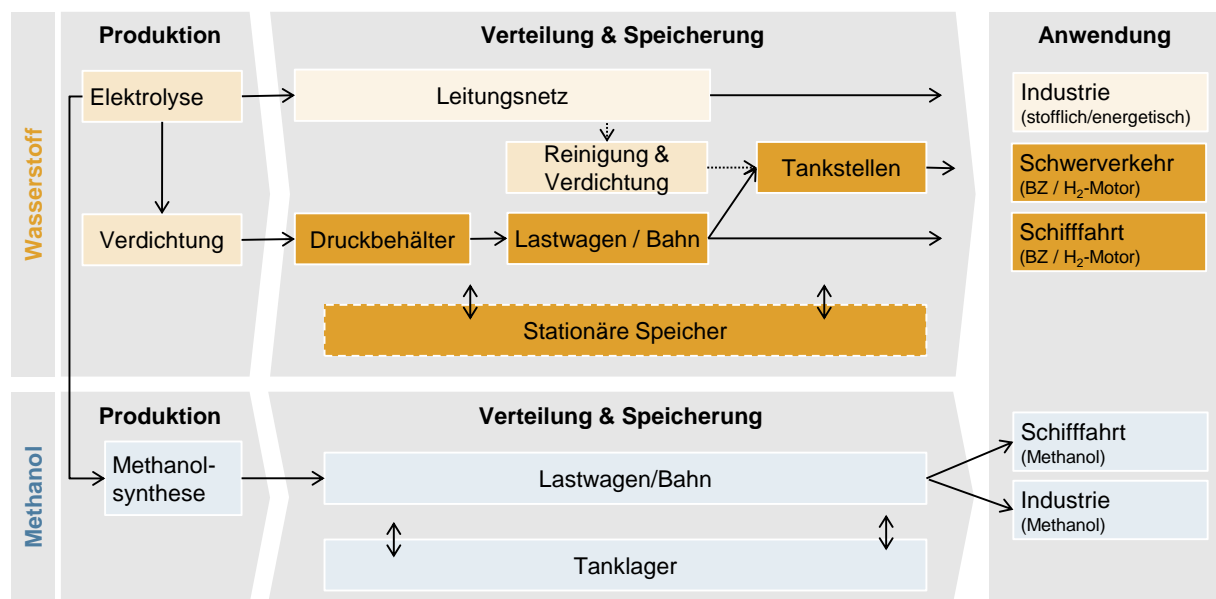 Produktion
Verteilung & Speicherung
Anwendung
Wasserstoff
Elektrolyse
Leitungsnetz
Industrie
(stofflich/energetisch)
Reinigung &
Verdichtung
Tankstellen
Schwerverkehr
(BZ / H₂-Motor)
Verdichtung
Druckbehälter
Lastwagen / Bahn
Schifffahrt
(BZ / H₂-Motor)
Stationäre Speicher
Produktion
Verteilung & Speicherung
Methanol
Methanol-
synthese
Lastwagen/Bahn
Schifffahrt
(Methanol)
Industrie
(Methanol)
Tanklager